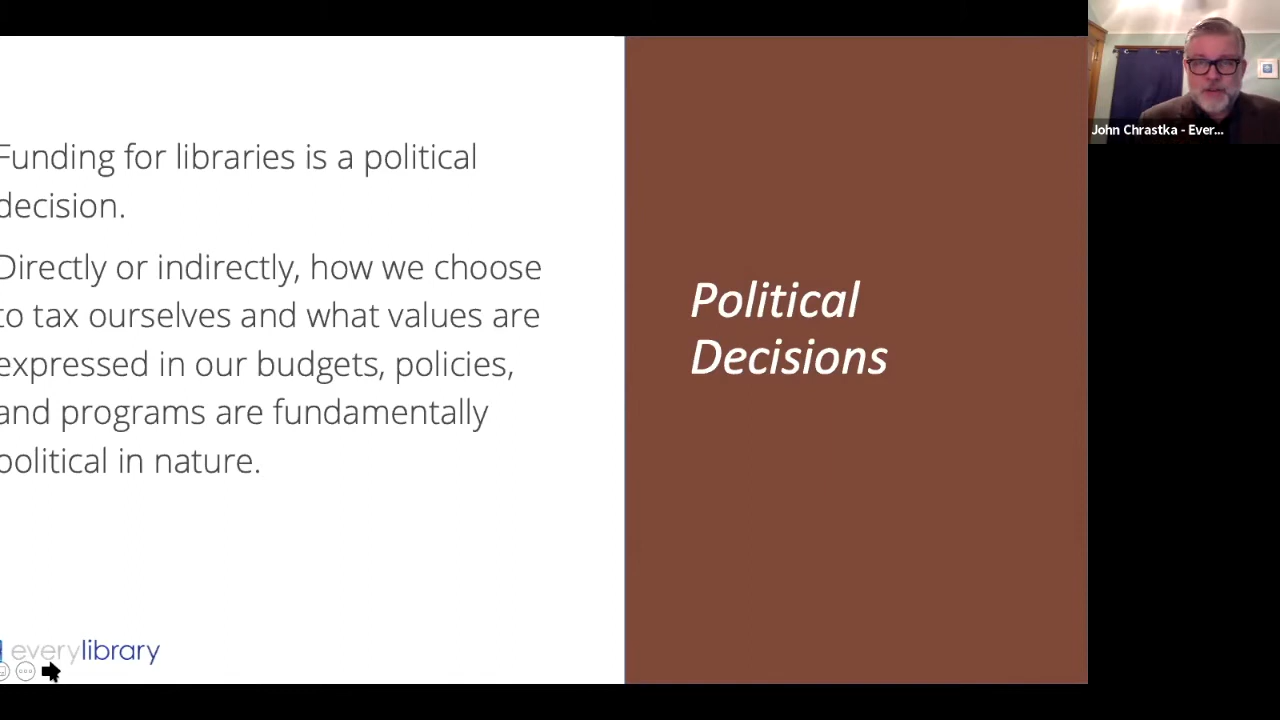 Funding for libraries is a political
decision.
Directly or indirectly, how we choose
to tax ourselves and what values are
expressed in our budgets, policies,
and programs are fundamentally
political in nature.
Political
Decisions
everylibrary
John Chrastka - Ever...